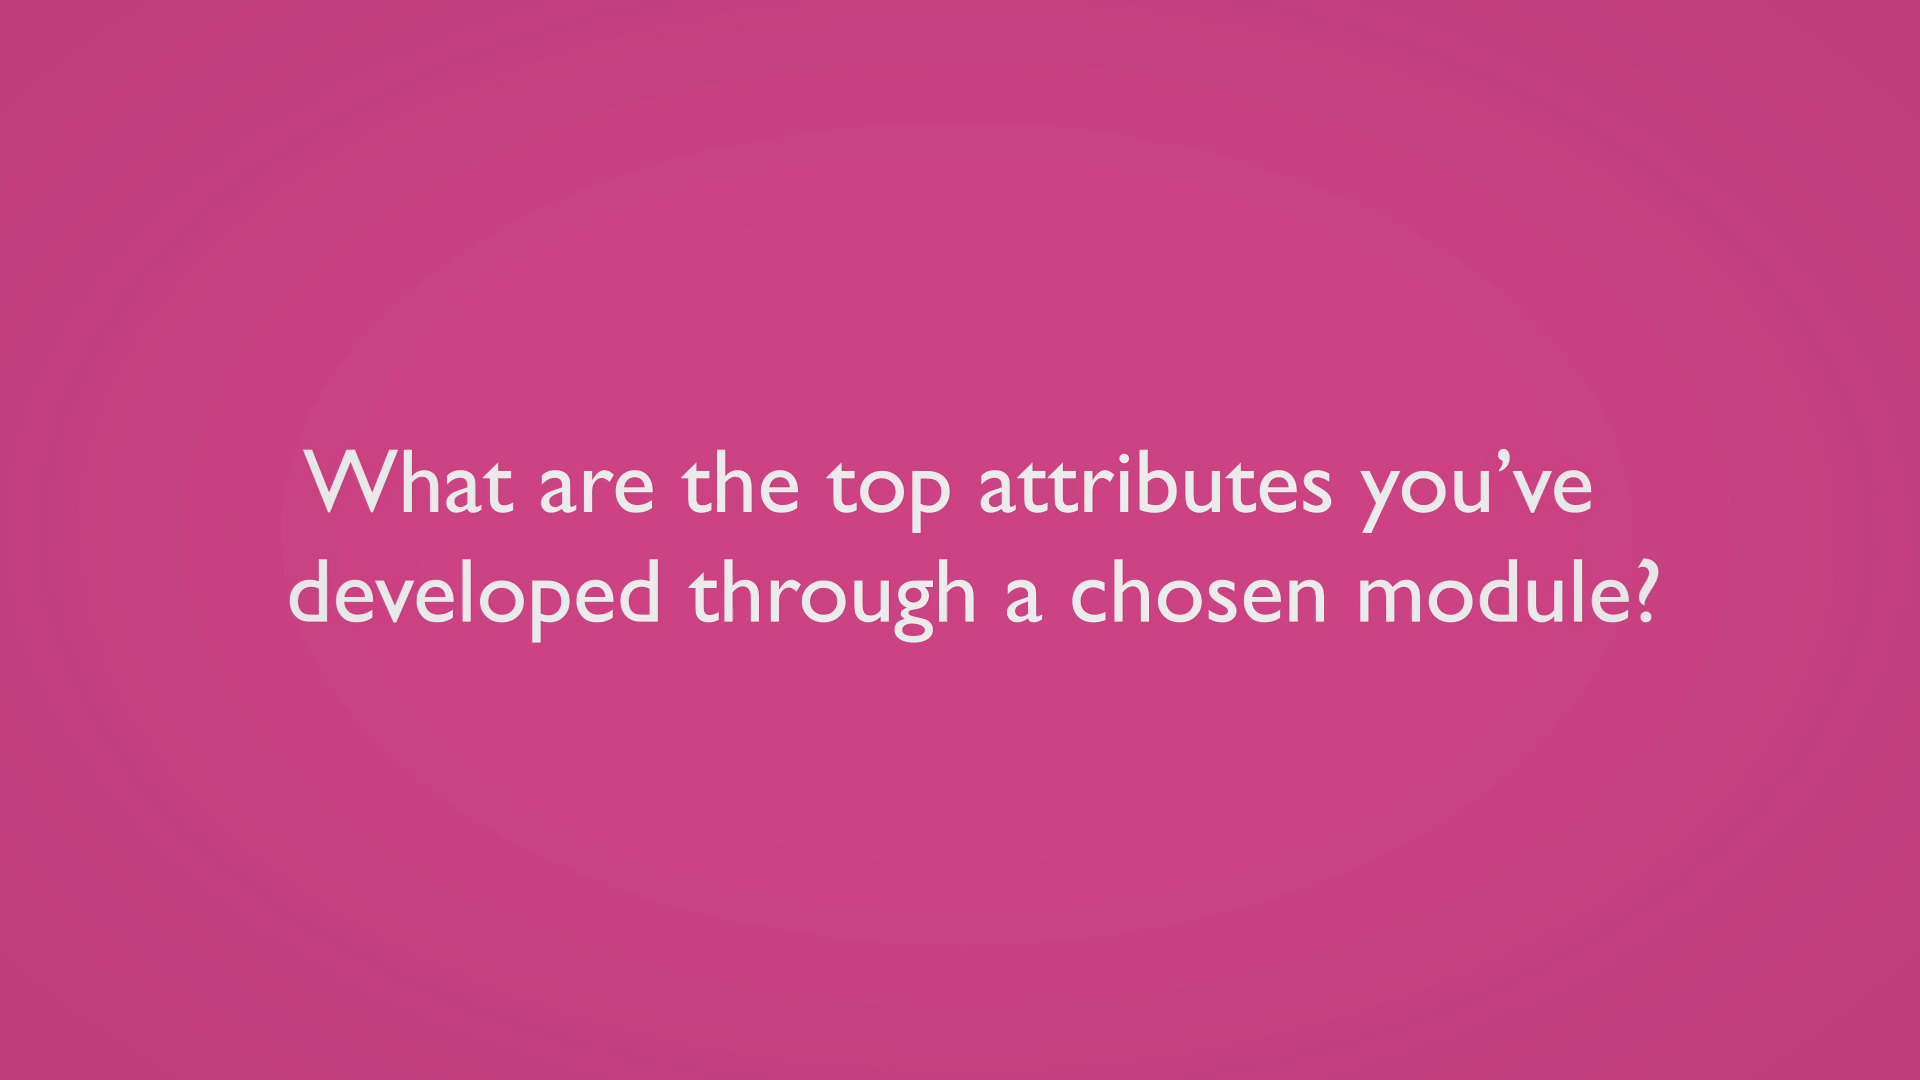 What are the top attributes you’ve
developed through a chosen module?